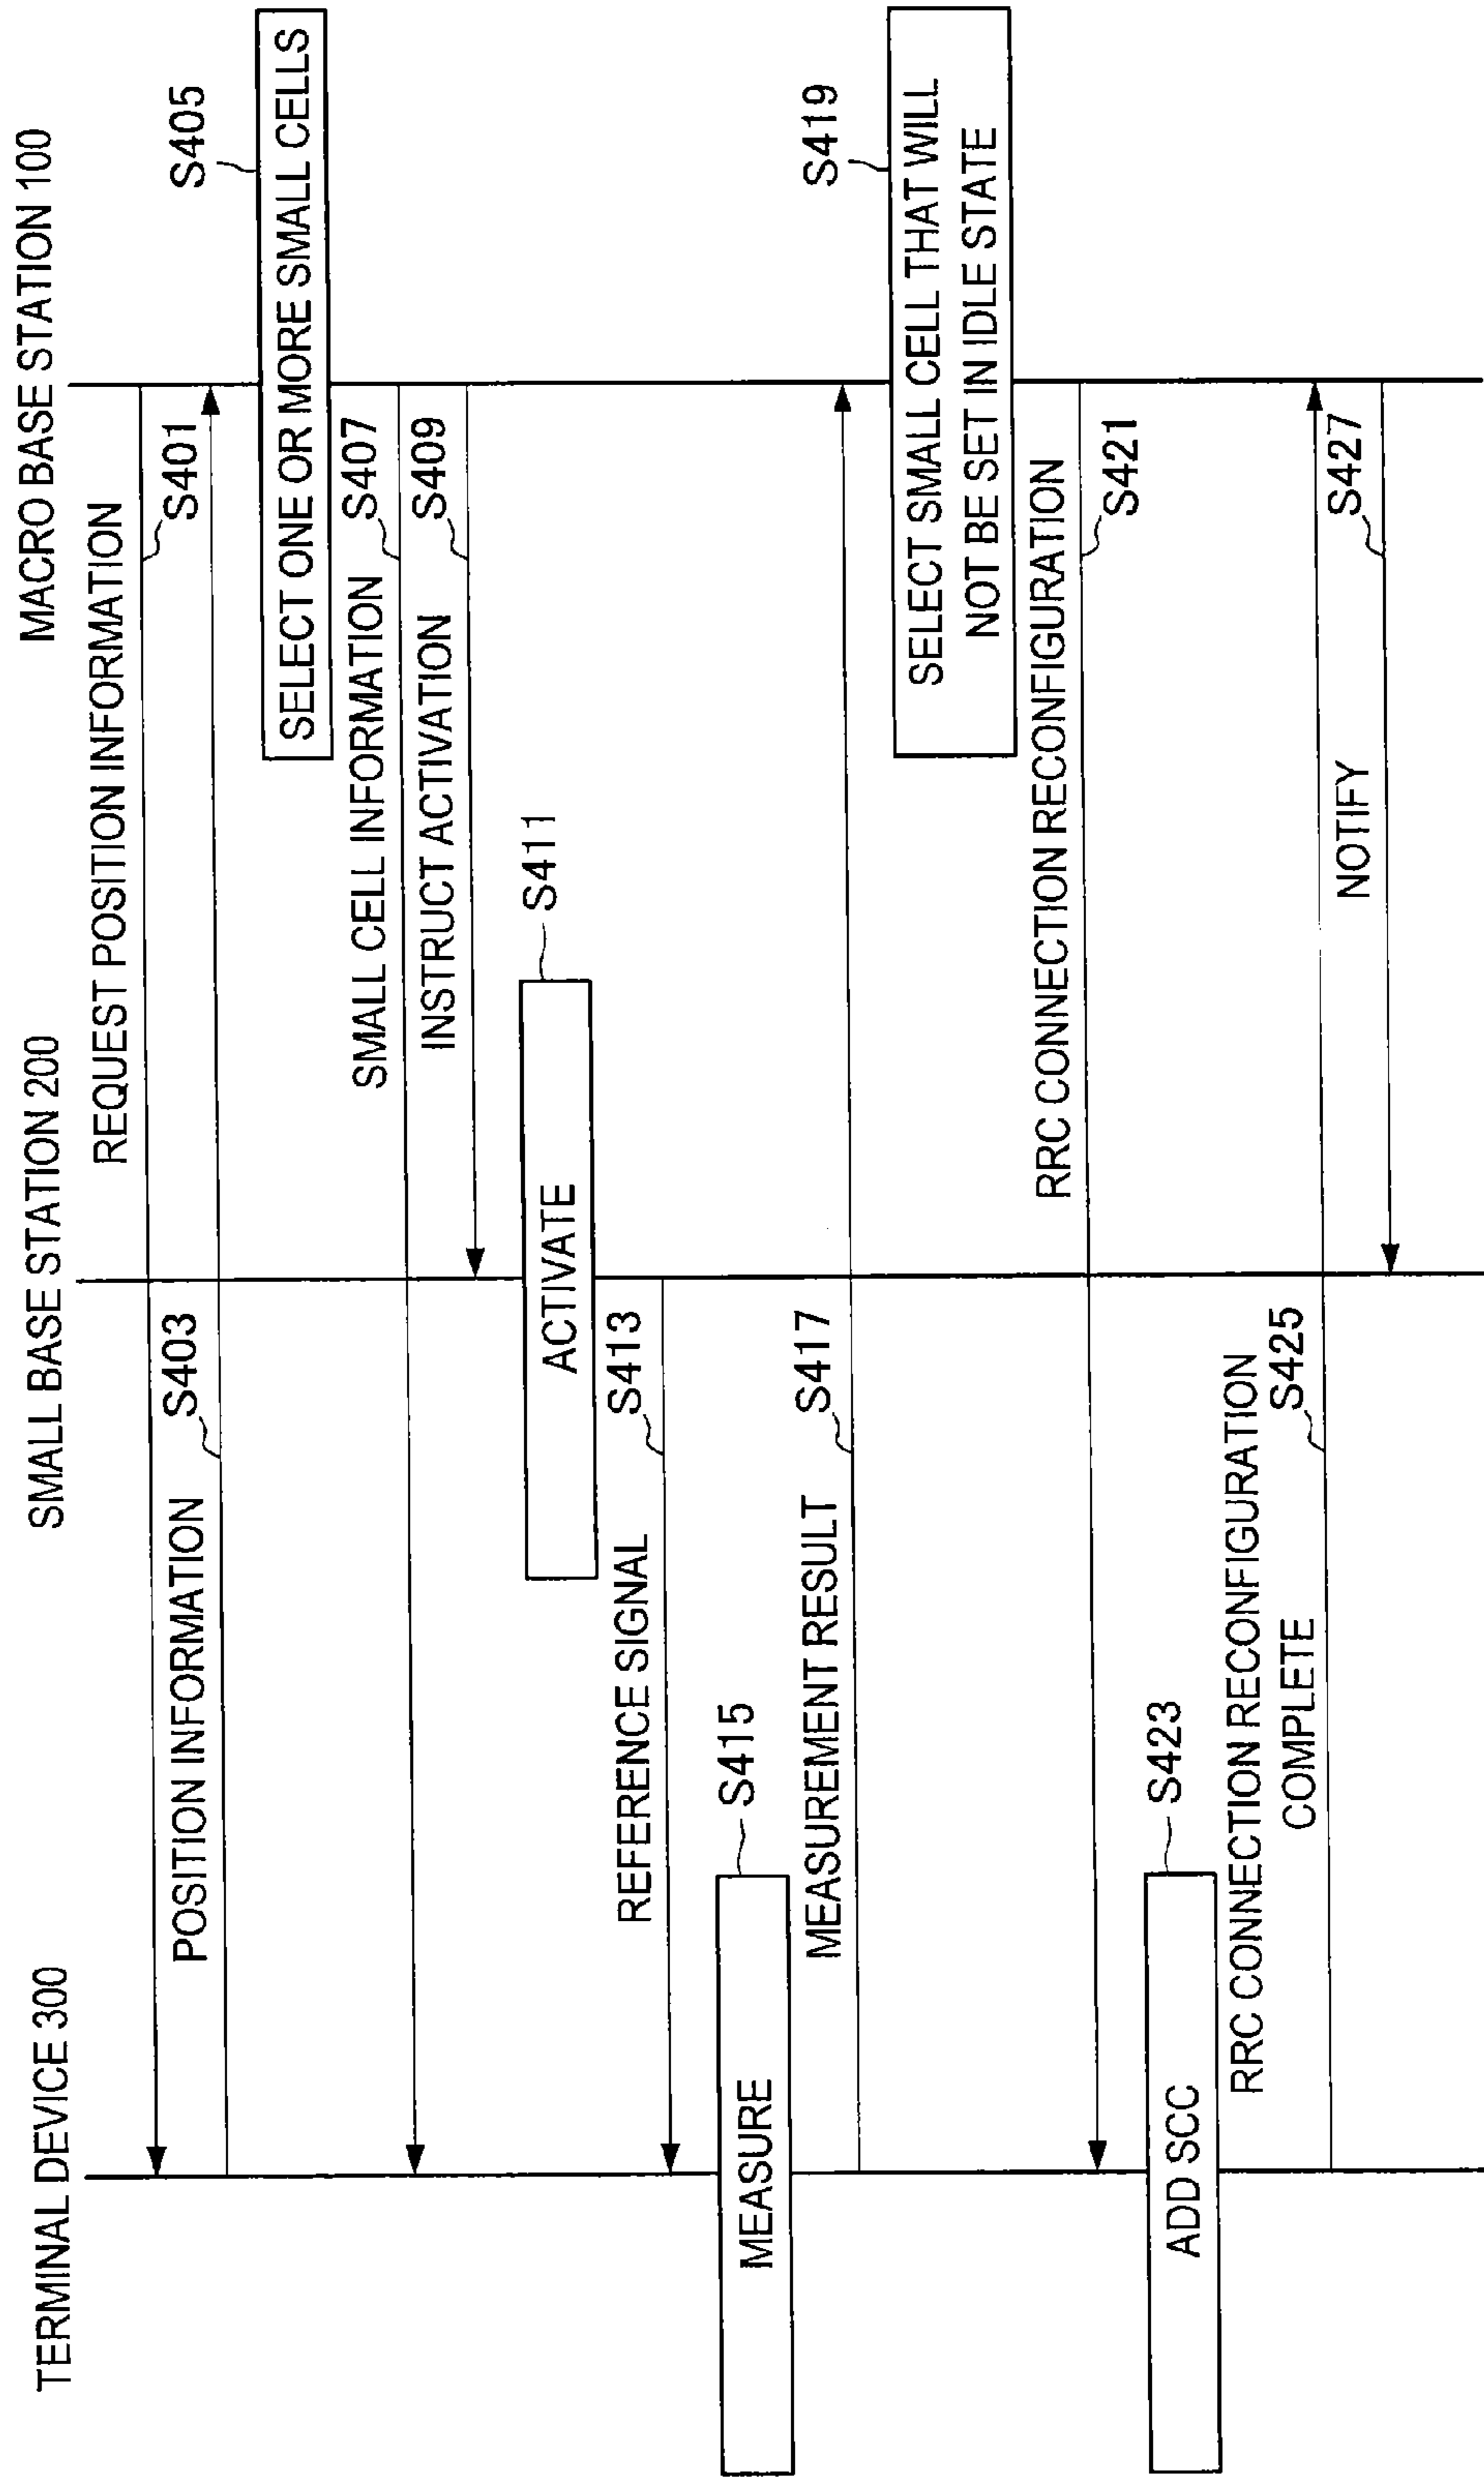 TERMINAL DEVICE 300
SMALL BASE STATION 200
MACRO BASE STATION 100
REQUEST POSITION INFORMATION
S401
POSITION INFORMATION
S403
S405
SELECT ONE OR MORE SMALL CELLS
SMALL CELL INFORMATION
S407
INSTRUCT ACTIVATION
S409
ACTIVATE
S411
REFERENCE SIGNAL
S413
MEASURE
S415
MEASUREMENT RESULT
S417
S419
SELECT SMALL CELL THAT WILL
NOT BE SET IN IDLE STATE
RRC CONNECTION RECONFIGURATION
S421
ADD SCC
S423
RRC CONNECTION RECONFIGURATION
COMPLETE
S425
NOTIFY
S427